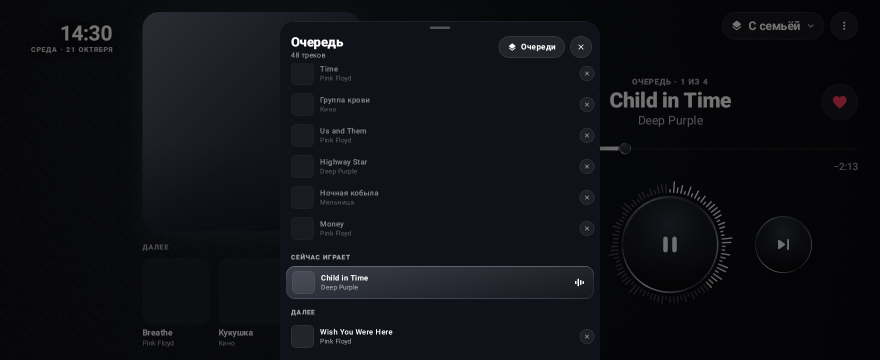 14:30
СРЕДА · 21 ОКТЯБРЯ
Очередь
48 треков
Очереди
Time
Pink Floyd
Группа крови
Кино
Us and Them
Pink Floyd
Highway Star
Deep Purple
Ночная кобыла
Мельница
Money
Pink Floyd
СЕЙЧАС ИГРАЕТ
Child in Time
Deep Purple
ДАЛЕЕ
Wish You Were Here
Pink Floyd
ДАЛЕЕ
Breathe
Pink Floyd
Кукушка
Кино
С семьёй
ОЧЕРЕДЬ · 1 ИЗ 4
Child in Time
Deep Purple
−2:13